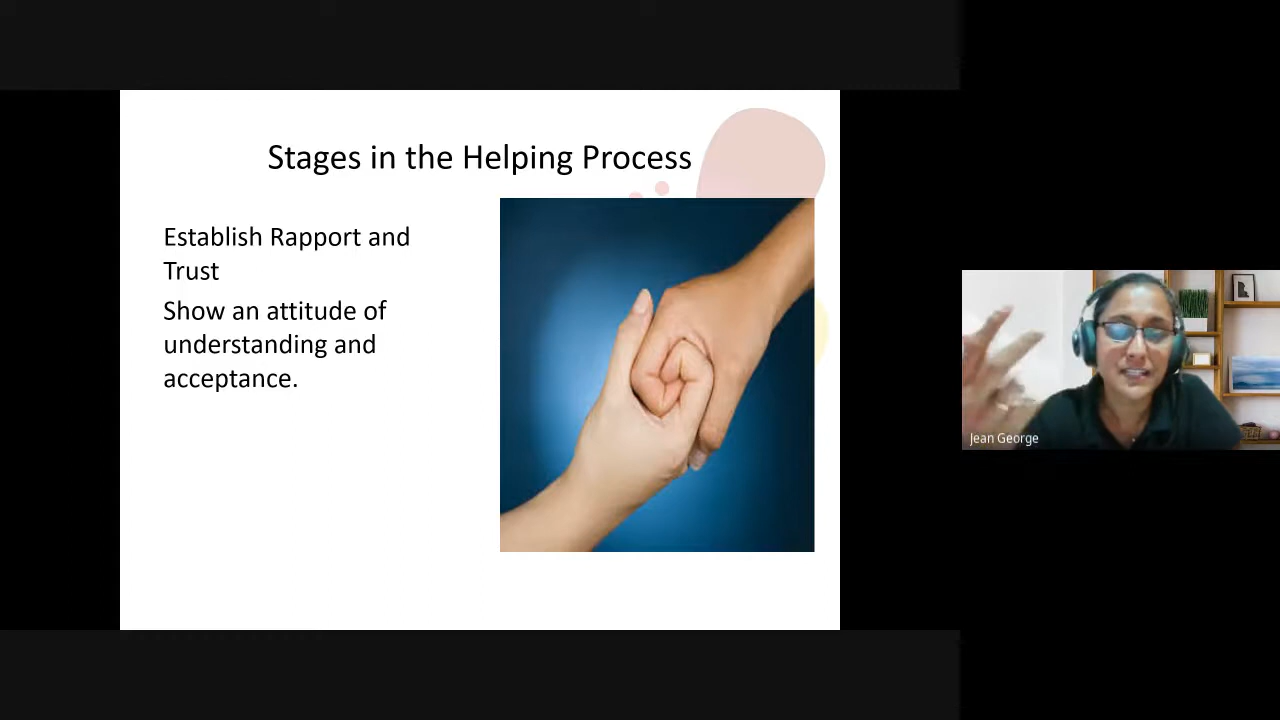 Stages in the Helping Process
Establish Rapport and
Trust
Show an attitude of
understanding and
acceptance.
Jean George